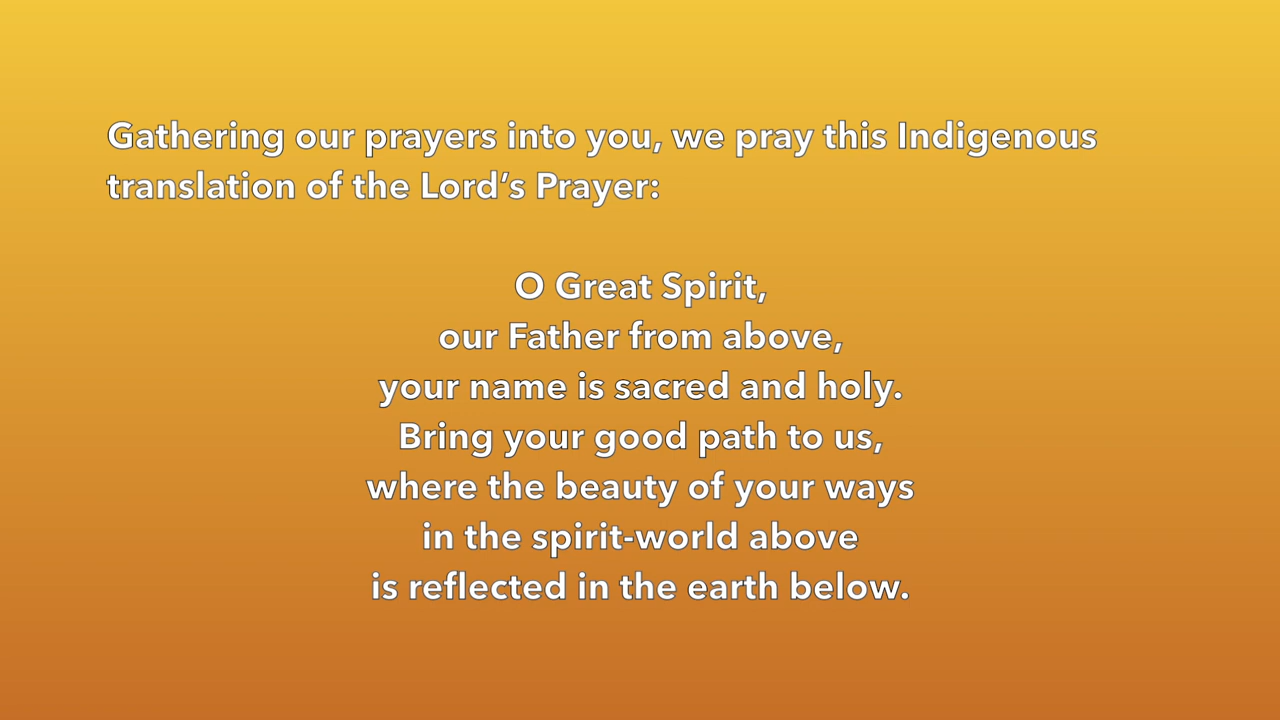 Gathering our prayers into you, we pray this Indigenous
translation of the Lord’s Prayer:
O Great Spirit,
our Father from above,
your name is sacred and holy.
Bring your good path to us,
where the beauty of your ways
in the spirit-world above
is reflected in the earth below.